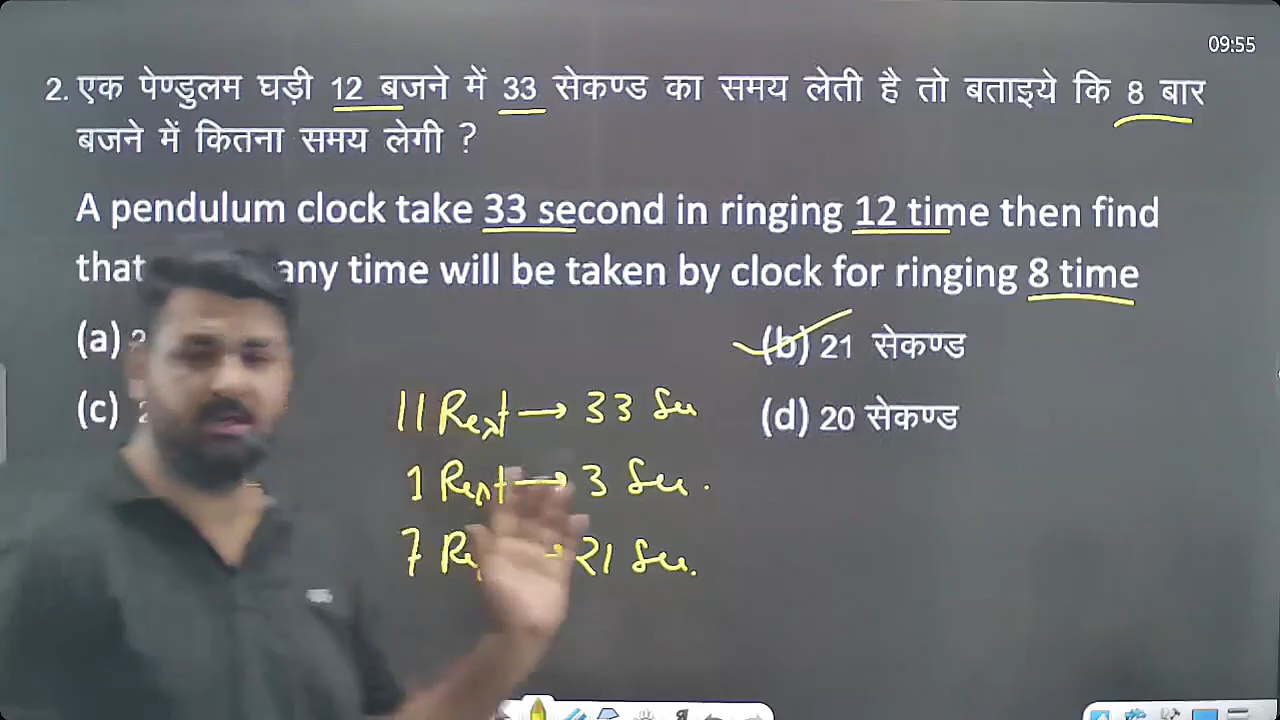 09:55
2. एक पेण्डुलम घड़ी 12 बजने में 33 सेकण्ड का समय लेती है तो बताइये कि 8 बार
बजने में कितना समय लेगी ?
A pendulum clock take 33 second in ringing 12 time then find
that any time will be taken by clock for ringing 8 time
(a)
(b) 21 सेकण्ड
(c)
(d) 20 सेकण्ड
11 Rest → 33 Sec
1 Rest → 3 Sec.
7 → 21 Sec.